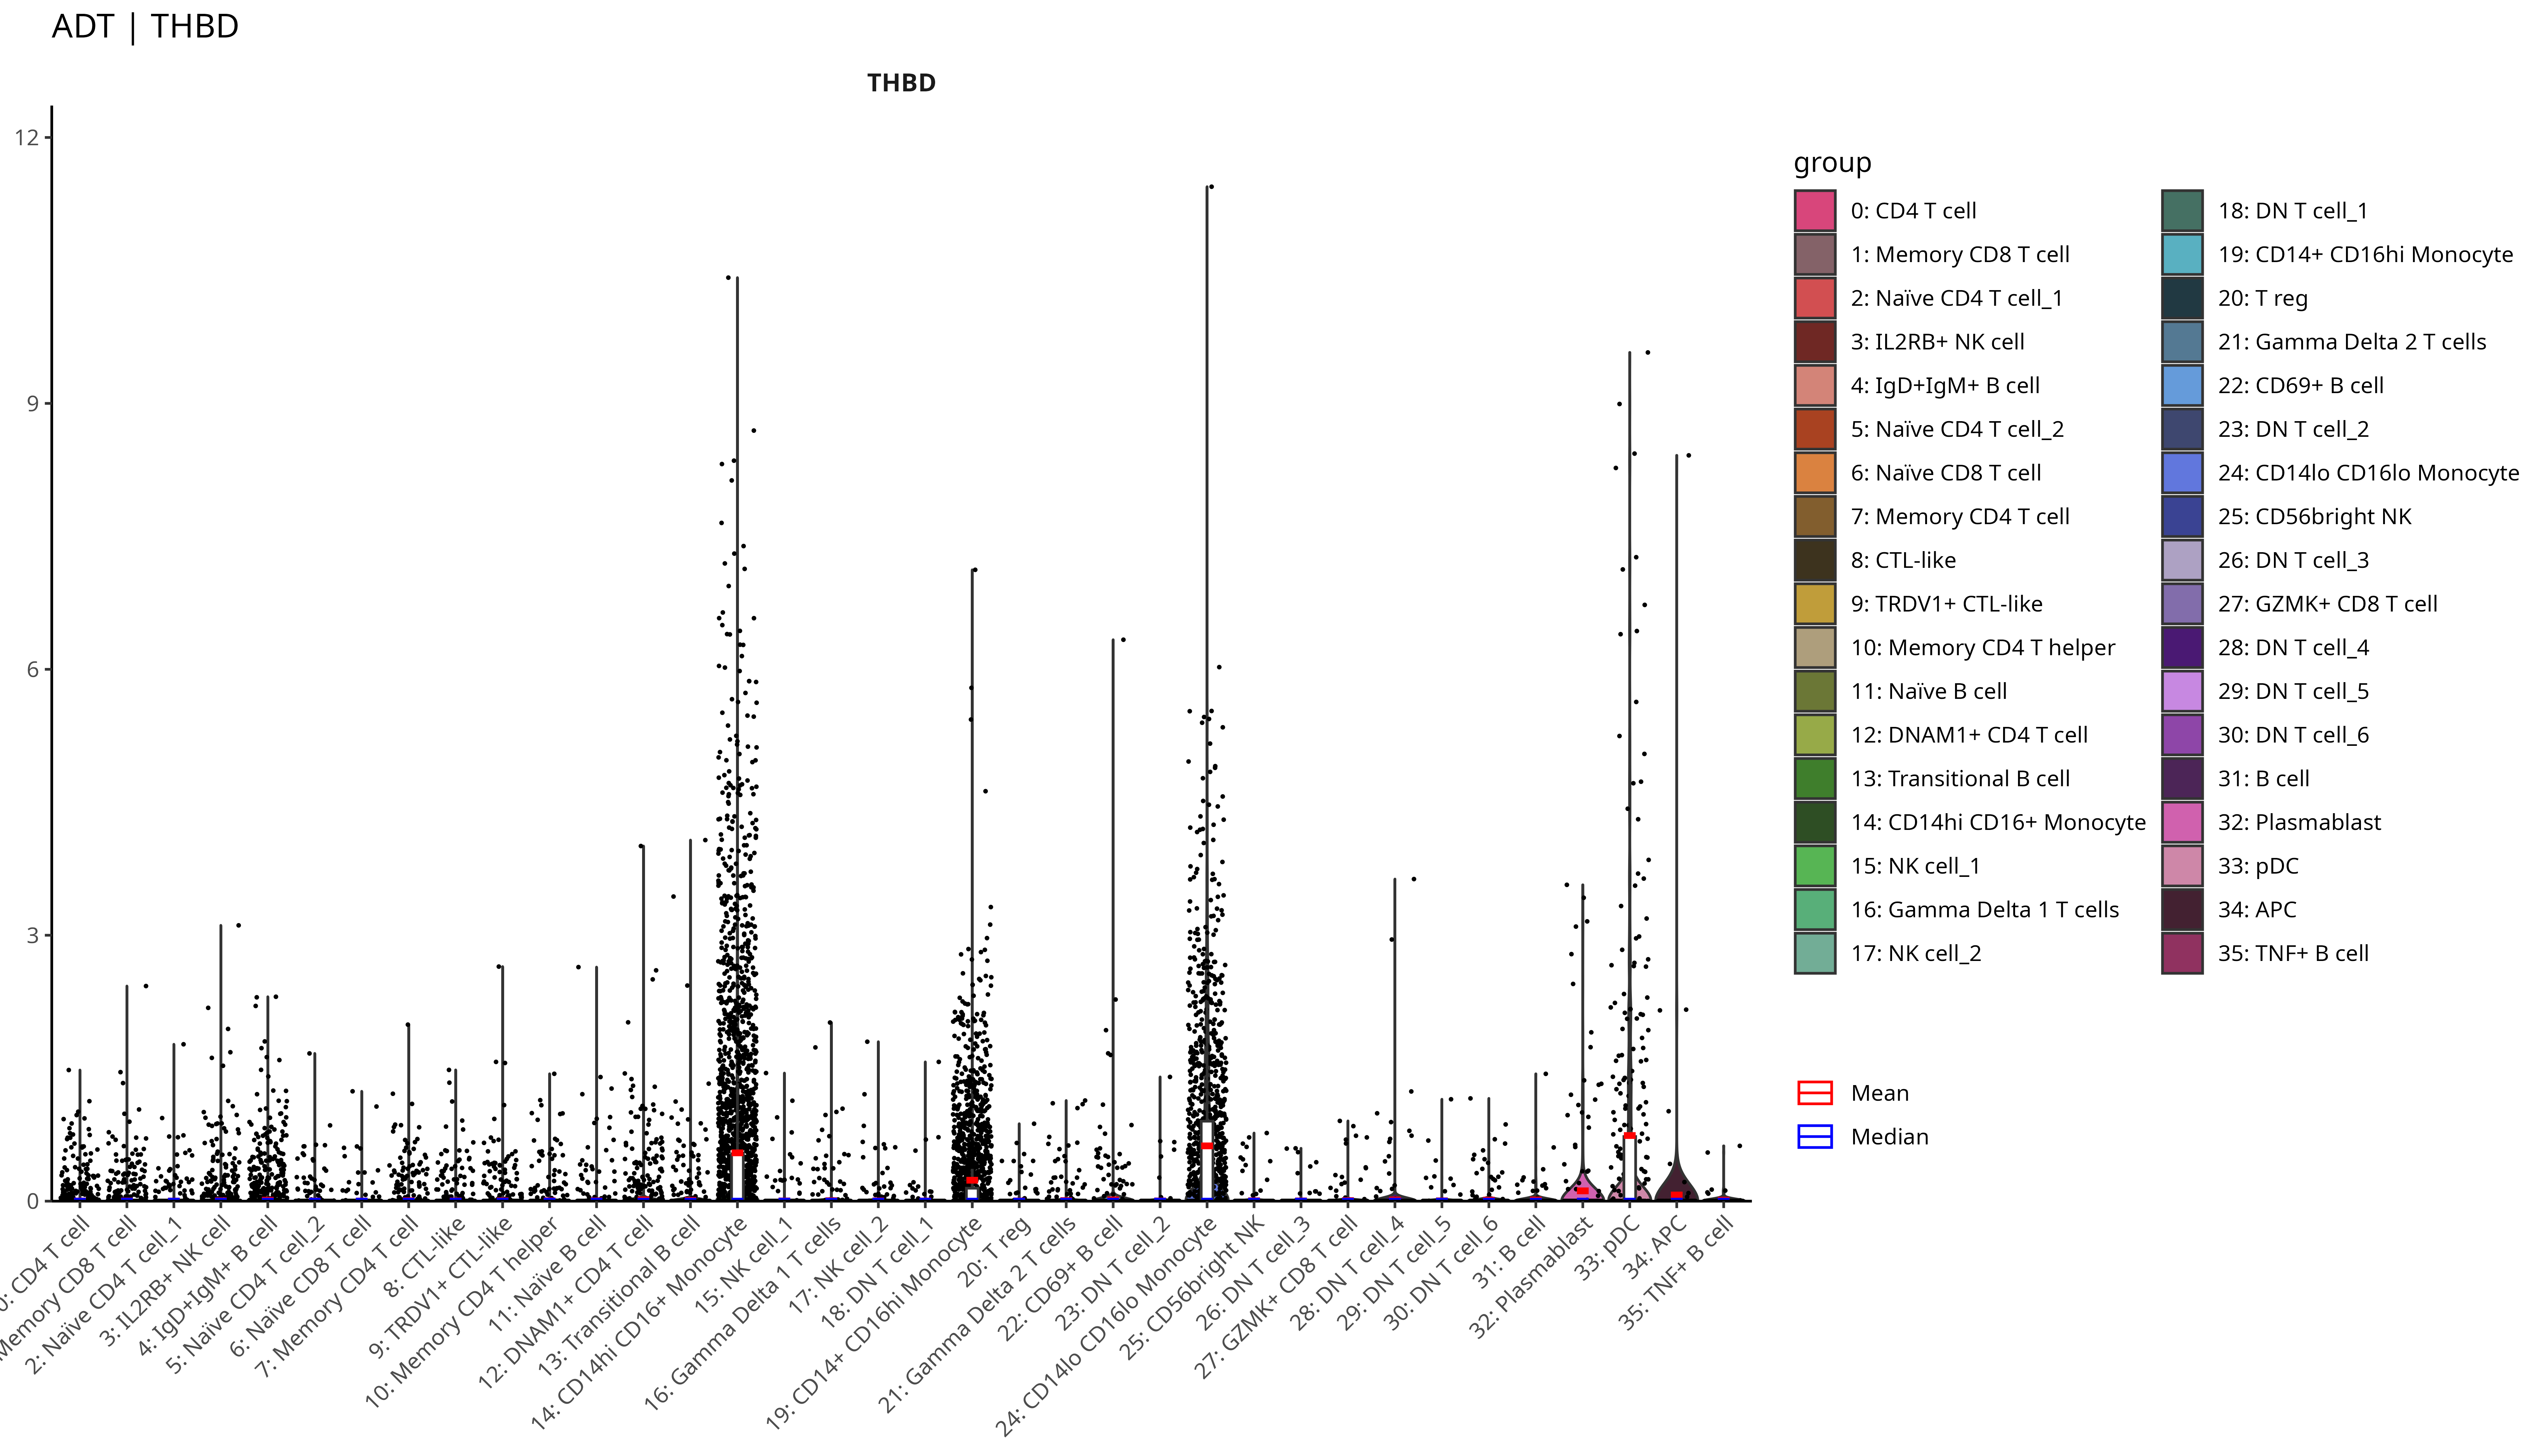 ADT | THBD
THBD
12
9
6
3
0
0: CD4 T cell
Memory CD8 T cell
2: Naïve CD4 T cell_1
3: IL2RB+ NK cell
4: IgD+IgM+ B cell
5: Naïve CD4 T cell_2
6: Naïve CD8 T cell
7: Memory CD4 T cell
8: CTL-like
9: TRDV1+ CTL-like
10: Memory CD4 T helper
11: Naïve B cell
12: DNAM1+ CD4 T cell
13: Transitional B cell
14: CD14hi CD16+ Monocyte
15: NK cell_1
16: Gamma Delta 1 T cells
17: NK cell_2
18: DN T cell_1
19: CD14+ CD16hi Monocyte
20: T reg
21: Gamma Delta 2 T cells
22: CD69+ B cell
23: DN T cell_2
24: CD14lo CD16lo Monocyte
25: CD56bright NK
26: DN T cell_3
27: GZMK+ CD8 T cell
28: DN T cell_4
29: DN T cell_5
30: DN T cell_6
31: B cell
32: Plasmablast
33: pDC
34: APC
35: TNF+ B cell
group
0: CD4 T cell
1: Memory CD8 T cell
2: Naïve CD4 T cell_1
3: IL2RB+ NK cell
4: IgD+IgM+ B cell
5: Naïve CD4 T cell_2
6: Naïve CD8 T cell
7: Memory CD4 T cell
8: CTL-like
9: TRDV1+ CTL-like
10: Memory CD4 T helper
11: Naïve B cell
12: DNAM1+ CD4 T cell
13: Transitional B cell
14: CD14hi CD16+ Monocyte
15: NK cell_1
16: Gamma Delta 1 T cells
17: NK cell_2
18: DN T cell_1
19: CD14+ CD16hi Monocyte
20: T reg
21: Gamma Delta 2 T cells
22: CD69+ B cell
23: DN T cell_2
24: CD14lo CD16lo Monocyte
25: CD56bright NK
26: DN T cell_3
27: GZMK+ CD8 T cell
28: DN T cell_4
29: DN T cell_5
30: DN T cell_6
31: B cell
32: Plasmablast
33: pDC
34: APC
35: TNF+ B cell
Mean
Median